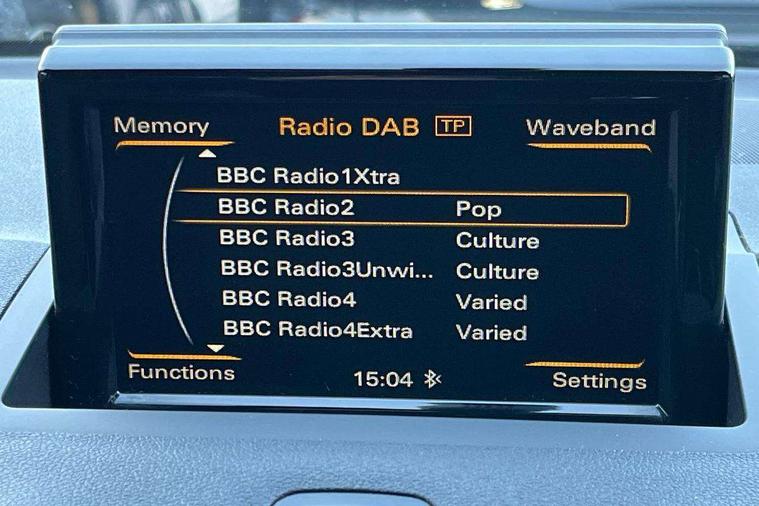 Memory Radio DAB TP Waveband
BBC Radio1Xtra
BBC Radio2 Pop
BBC Radio3 Culture
BBC Radio3Unwi... Culture
BBC Radio4 Varied
BBC Radio4Extra Varied
Functions 15:04 Settings